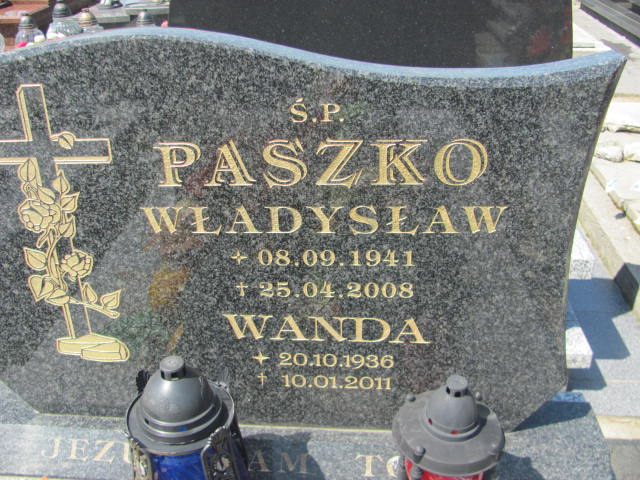 Ś.P.
PASZKO
WŁADYSŁAW
✦ 08.09.1941
† 25.04.2008
WANDA
✦ 20.10.1936
† 10.01.2011